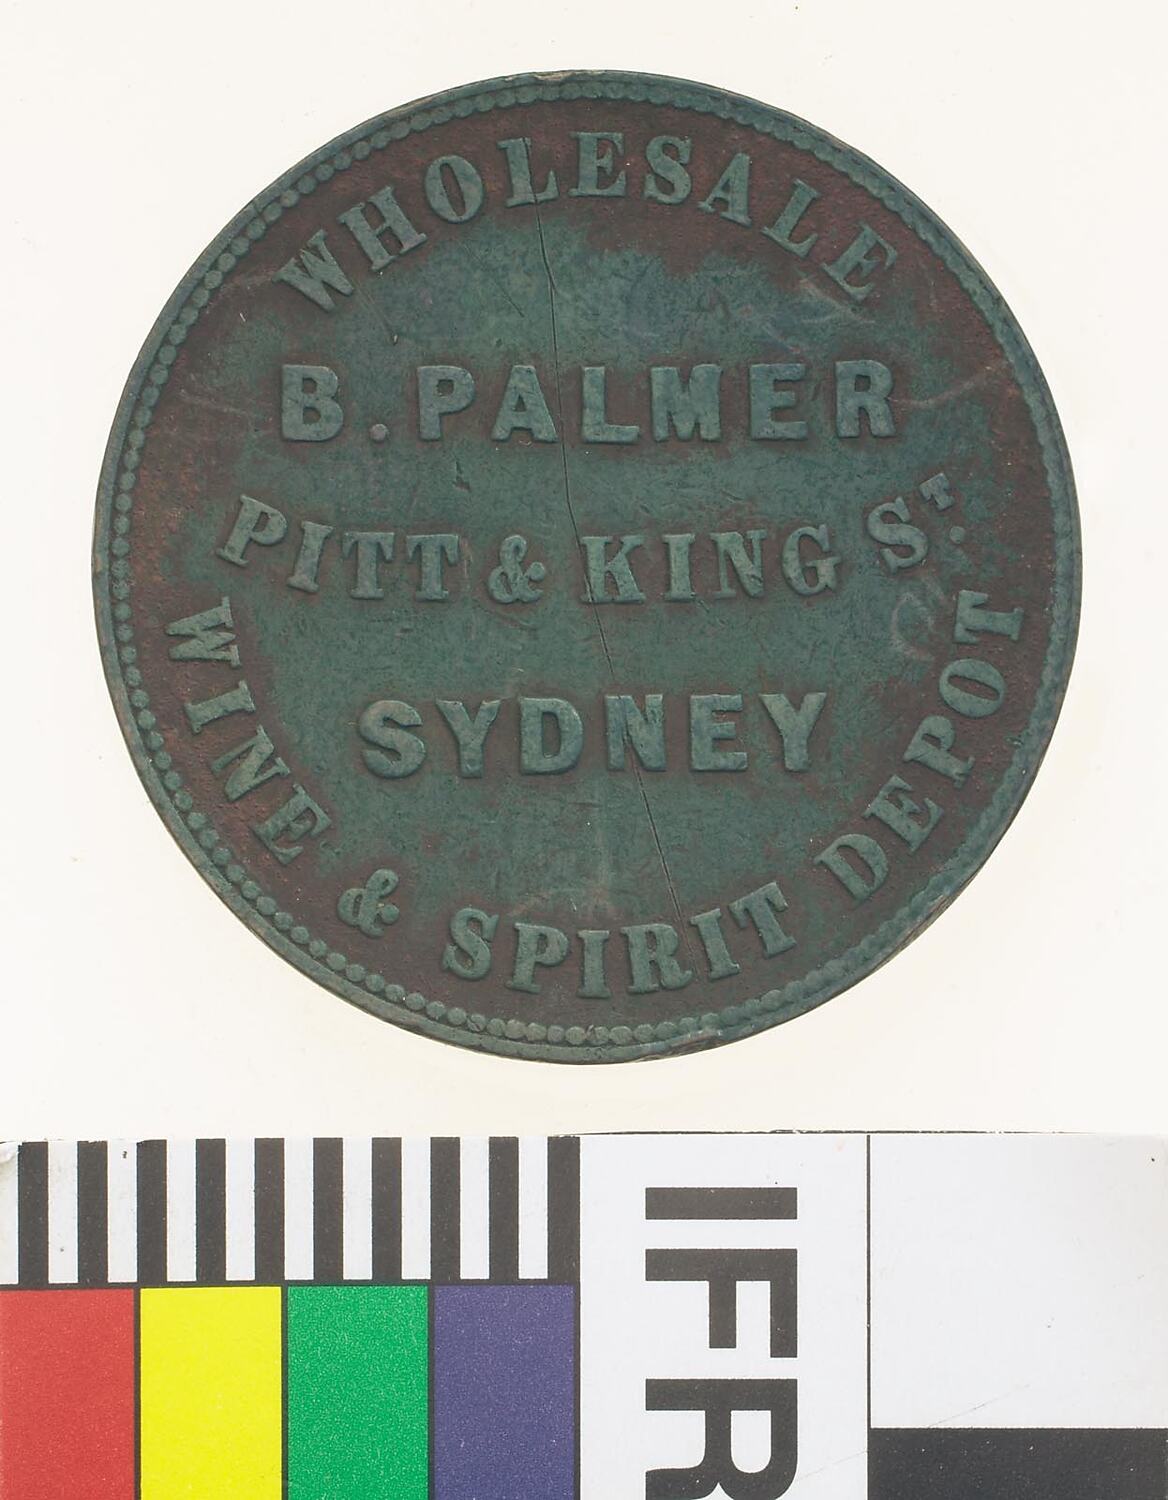 WHOLESALE
B. PALMER
PITT & KING ST.
SYDNEY
WINE & SPIRIT DEPOT
IFR